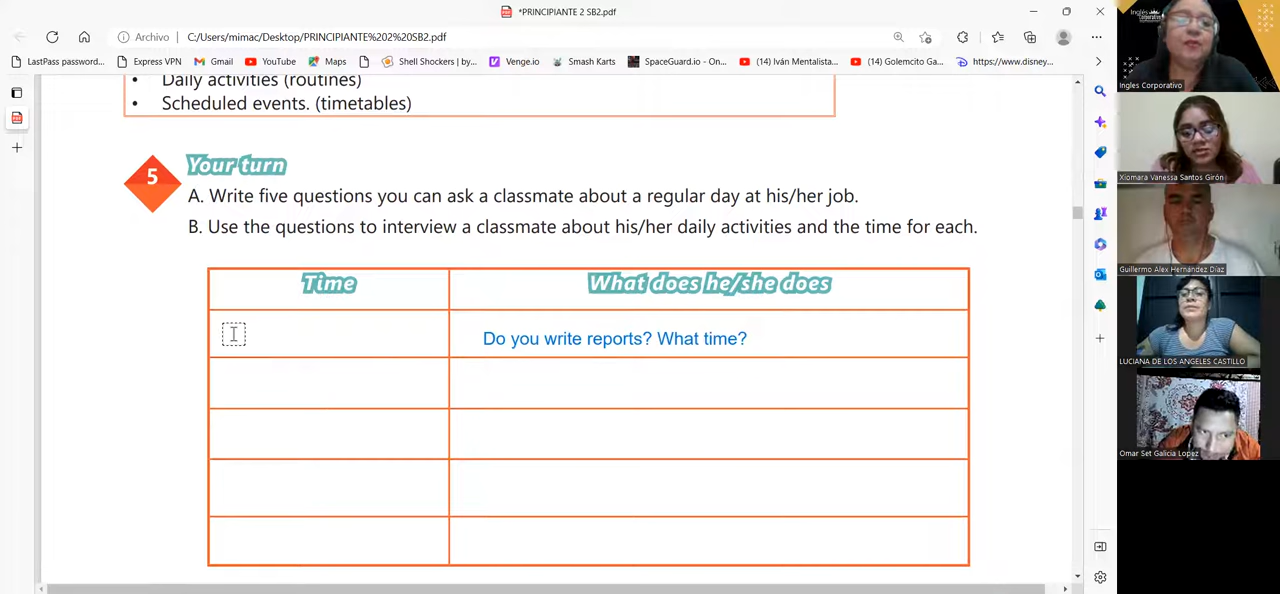 *PRINCIPIANTE 2 SB2.pdf
Archivo
C:/Users/mimac/Desktop/PRINCIPIANTE%202%20SB2.pdf
LastPass password...
Express VPN
Gmail
YouTube
Maps
Shell Shockers | by...
Venge.io
Smash Karts
SpaceGuard.io - On...
(14) Iván Mentalista...
(14) Golemcito Ga...
https://www.disney...
• Daily activities (routines)
• Scheduled events. (timetables)
5
Your turn
A. Write five questions you can ask a classmate about a regular day at his/her job.
B. Use the questions to interview a classmate about his/her daily activities and the time for each.
Time
What does he/she does
Do you write reports? What time?
Inglés
Corporativo
Ingles Corporativo
Xiomara Vanessa Santos Girón
Guillermo Alex Hernández Díaz
LUCIANA DE LOS ANGELES CASTILLO
Omar Set Galicia Lopez